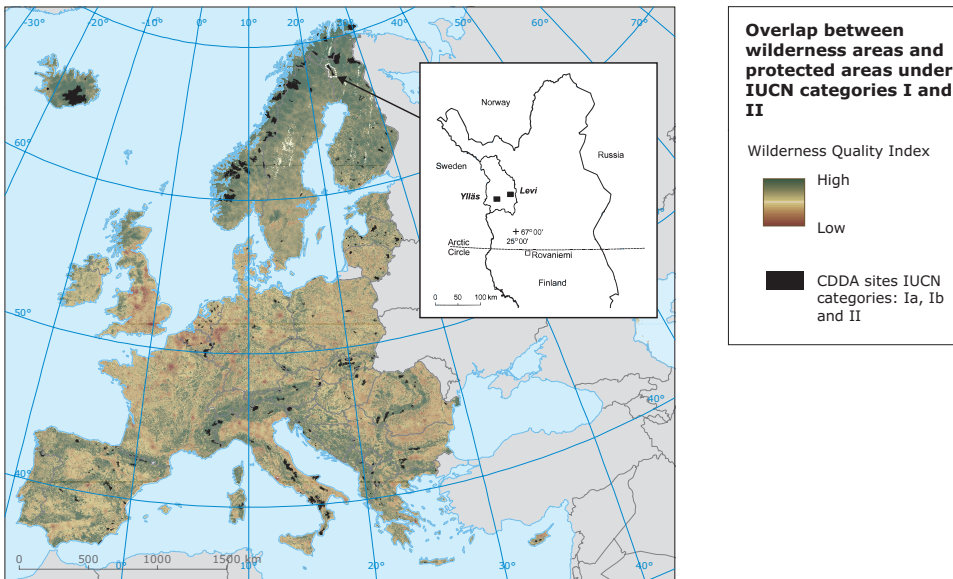 -30°
-20°
-10°
0°
10°
20°
30°
40°
50°
60°
70°
60°
50°
40°
50°
40°
0°
10°
20°
30°
40°
0 500 1000 1500 km
Norway
Sweden
Russia
Ylläs
Levi
67° 00'
25° 00'
Arctic
Circle
Rovaniemi
Finland
0 50 100 km
Overlap between
wilderness areas and
protected areas under
IUCN categories I and
II
Wilderness Quality Index
High
Low
CDDA sites IUCN
categories: Ia, Ib
and II